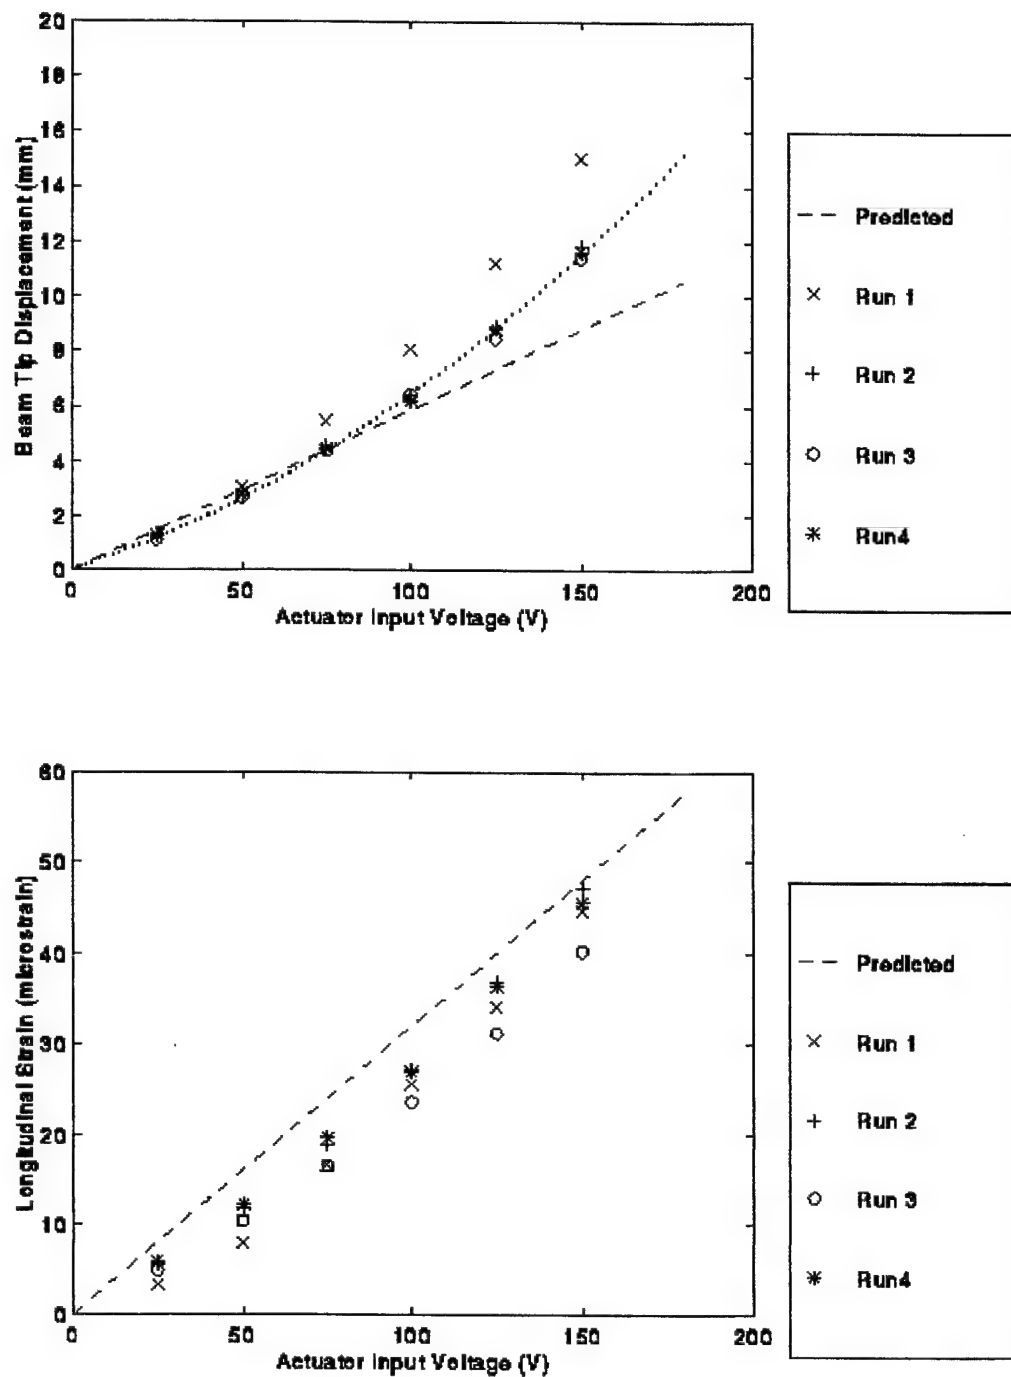 20
18
16
14
12
10
8
6
4
2
0
Beam Tip Displacement (mm)
0
50
100
150
200
Actuator Input Voltage (V)
Predicted
Run 1
Run 2
Run 3
Run4
60
50
40
30
20
10
0
Longitudinal Strain (microstrain)
0
50
100
150
200
Actuator Input Voltage (V)
Predicted
Run 1
Run 2
Run 3
Run4